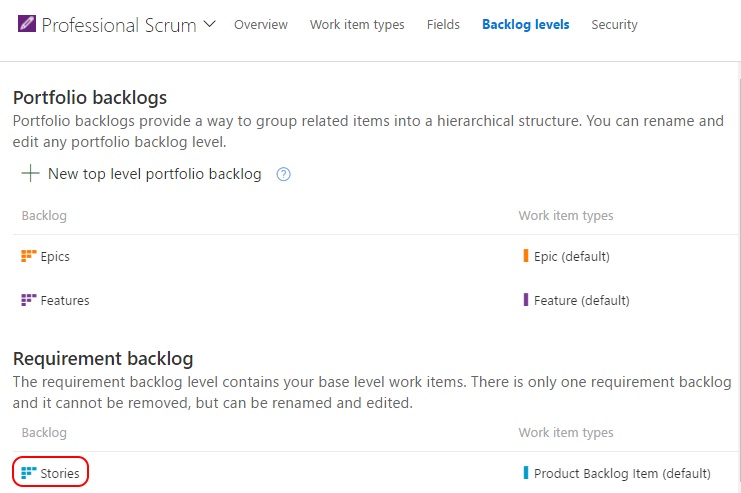 Professional Scrum Overview Work item types Fields Backlog levels Security
Portfolio backlogs
Portfolio backlogs provide a way to group related items into a hierarchical structure. You can rename and
edit any portfolio backlog level.
New top level portfolio backlog ?
Backlog Work item types
Epics Epic (default)
Features Feature (default)
Requirement backlog
The requirement backlog level contains your base level work items. There is only one requirement backlog
and it cannot be removed, but can be renamed and edited.
Backlog Work item types
Stories Product Backlog Item (default)